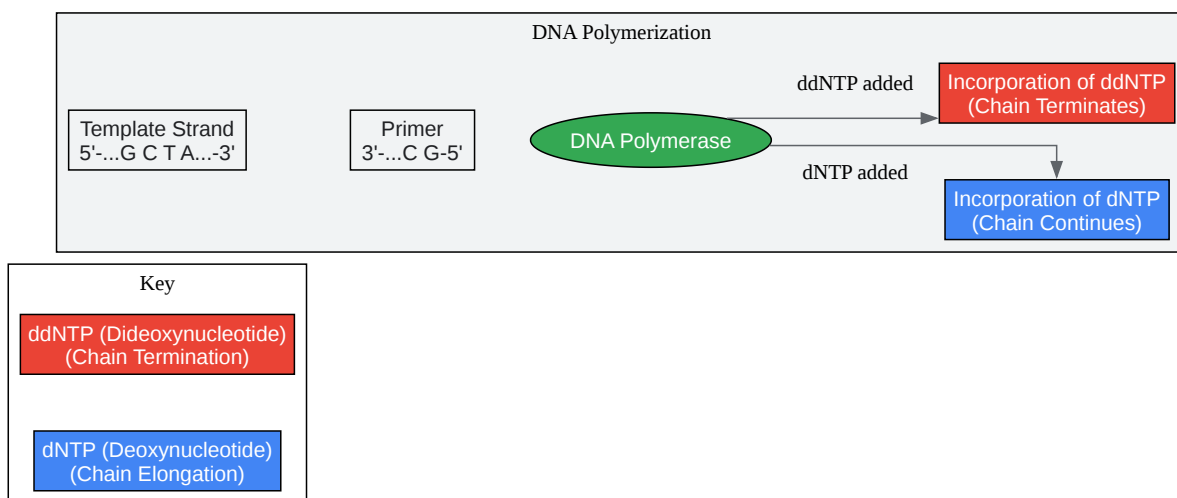 DNA Polymerization
Template Strand
5'-...G C T A...-3'
Primer
3'-...C G-5'
DNA Polymerase
ddNTP added
dNTP added
Incorporation of ddNTP
(Chain Terminates)
Incorporation of dNTP
(Chain Continues)
Key
ddNTP (Dideoxynucleotide)
(Chain Termination)
dNTP (Deoxynucleotide)
(Chain Elongation)